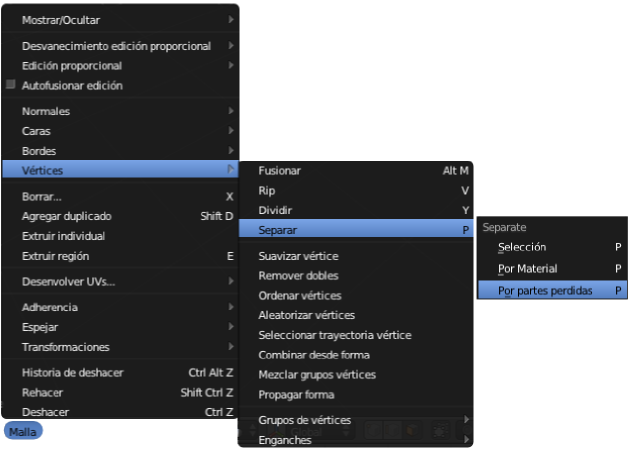 Mostrar/Ocultar
Desvanecimiento edición proporcional
Edición proporcional
Autofusionar edición
Normales
Caras
Bordes
Vértices
Borrar... X
Agregar duplicado Shift D
Extruir individual
Extruir región E
Desenvolver UVs...
Adherencia
Espejar
Transformaciones
Historia de deshacer Ctrl Alt Z
Rehacer Shift Ctrl Z
Deshacer Ctrl Z
Malla
Fusionar Alt M
Rip V
Dividir Y
Separar P
Suavizar vértice
Remover dobles
Ordenar vértices
Aleatorizar vértices
Seleccionar trayectoria vértice
Combinar desde forma
Mezclar grupos vértices
Propagar forma
Grupos de vértices
Enganches
Separate
Selección P
Por Material P
Por partes perdidas P